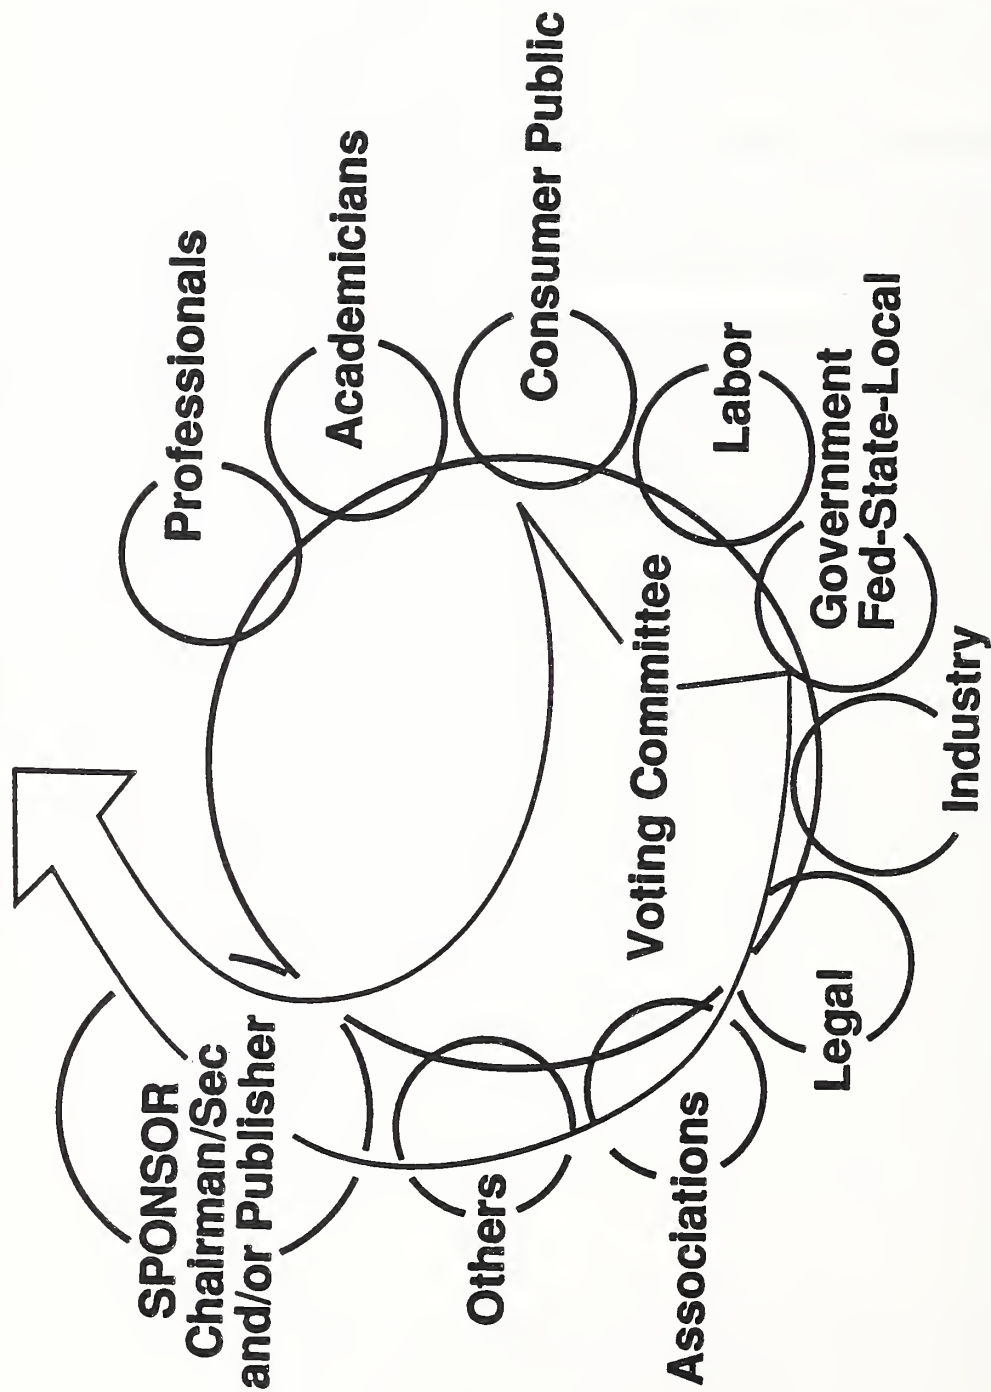 SPONSOR
Chairman/Sec
and/or Publisher
Professionals
Academicians
Consumer Public
Labor
Government
Fed-State-Local
Industry
Legal
Associations
Others
Voting Committee